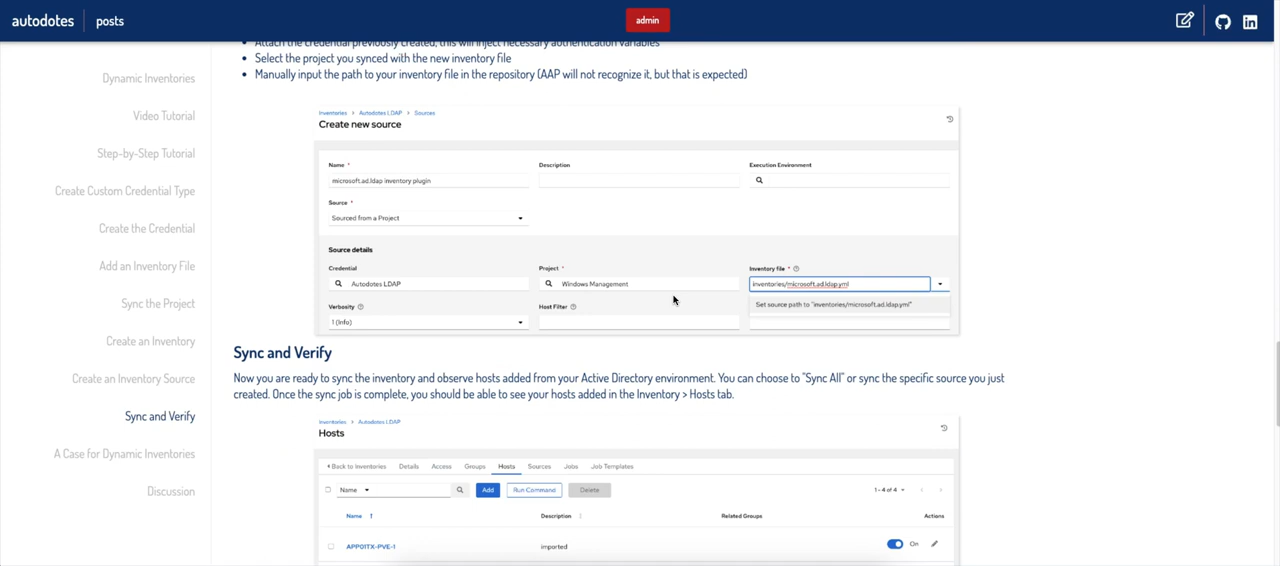 autodotes
posts
admin
Dynamic Inventories
Video Tutorial
Step-by-Step Tutorial
Create Custom Credential Type
Create the Credential
Add an Inventory File
Sync the Project
Create an Inventory
Create an Inventory Source
Sync and Verify
A Case for Dynamic Inventories
Discussion
Attach the credential previously created, this will inject necessary authentication variables
• Select the project you synced with the new inventory file
• Manually input the path to your inventory file in the repository (AAP will not recognize it, but that is expected)
Inventories > Autodotes LDAP > Sources
Create new source
Name * Description Execution Environment
microsoft.ad.ldap inventory plugin
Source *
Sourced from a Project
Source details
Credential Project * Inventory file *
Autodotes LDAP Windows Management inventories/microsoft.ad.ldap.yml
Set source path to "inventories/microsoft.ad.ldap.yml"
Verbosity Host Filter
1 (Info)
Sync and Verify
Now you are ready to sync the inventory and observe hosts added from your Active Directory environment. You can choose to "Sync All" or sync the specific source you just
created. Once the sync job is complete, you should be able to see your hosts added in the Inventory > Hosts tab.
Inventories > Autodotes LDAP
Hosts
Back to Inventories Details Access Groups Hosts Sources Jobs Job Templates
Name Add Run Command Delete 1 - 4 of 4
Name Description Related Groups Actions
APP01TX-PVE-1 imported On